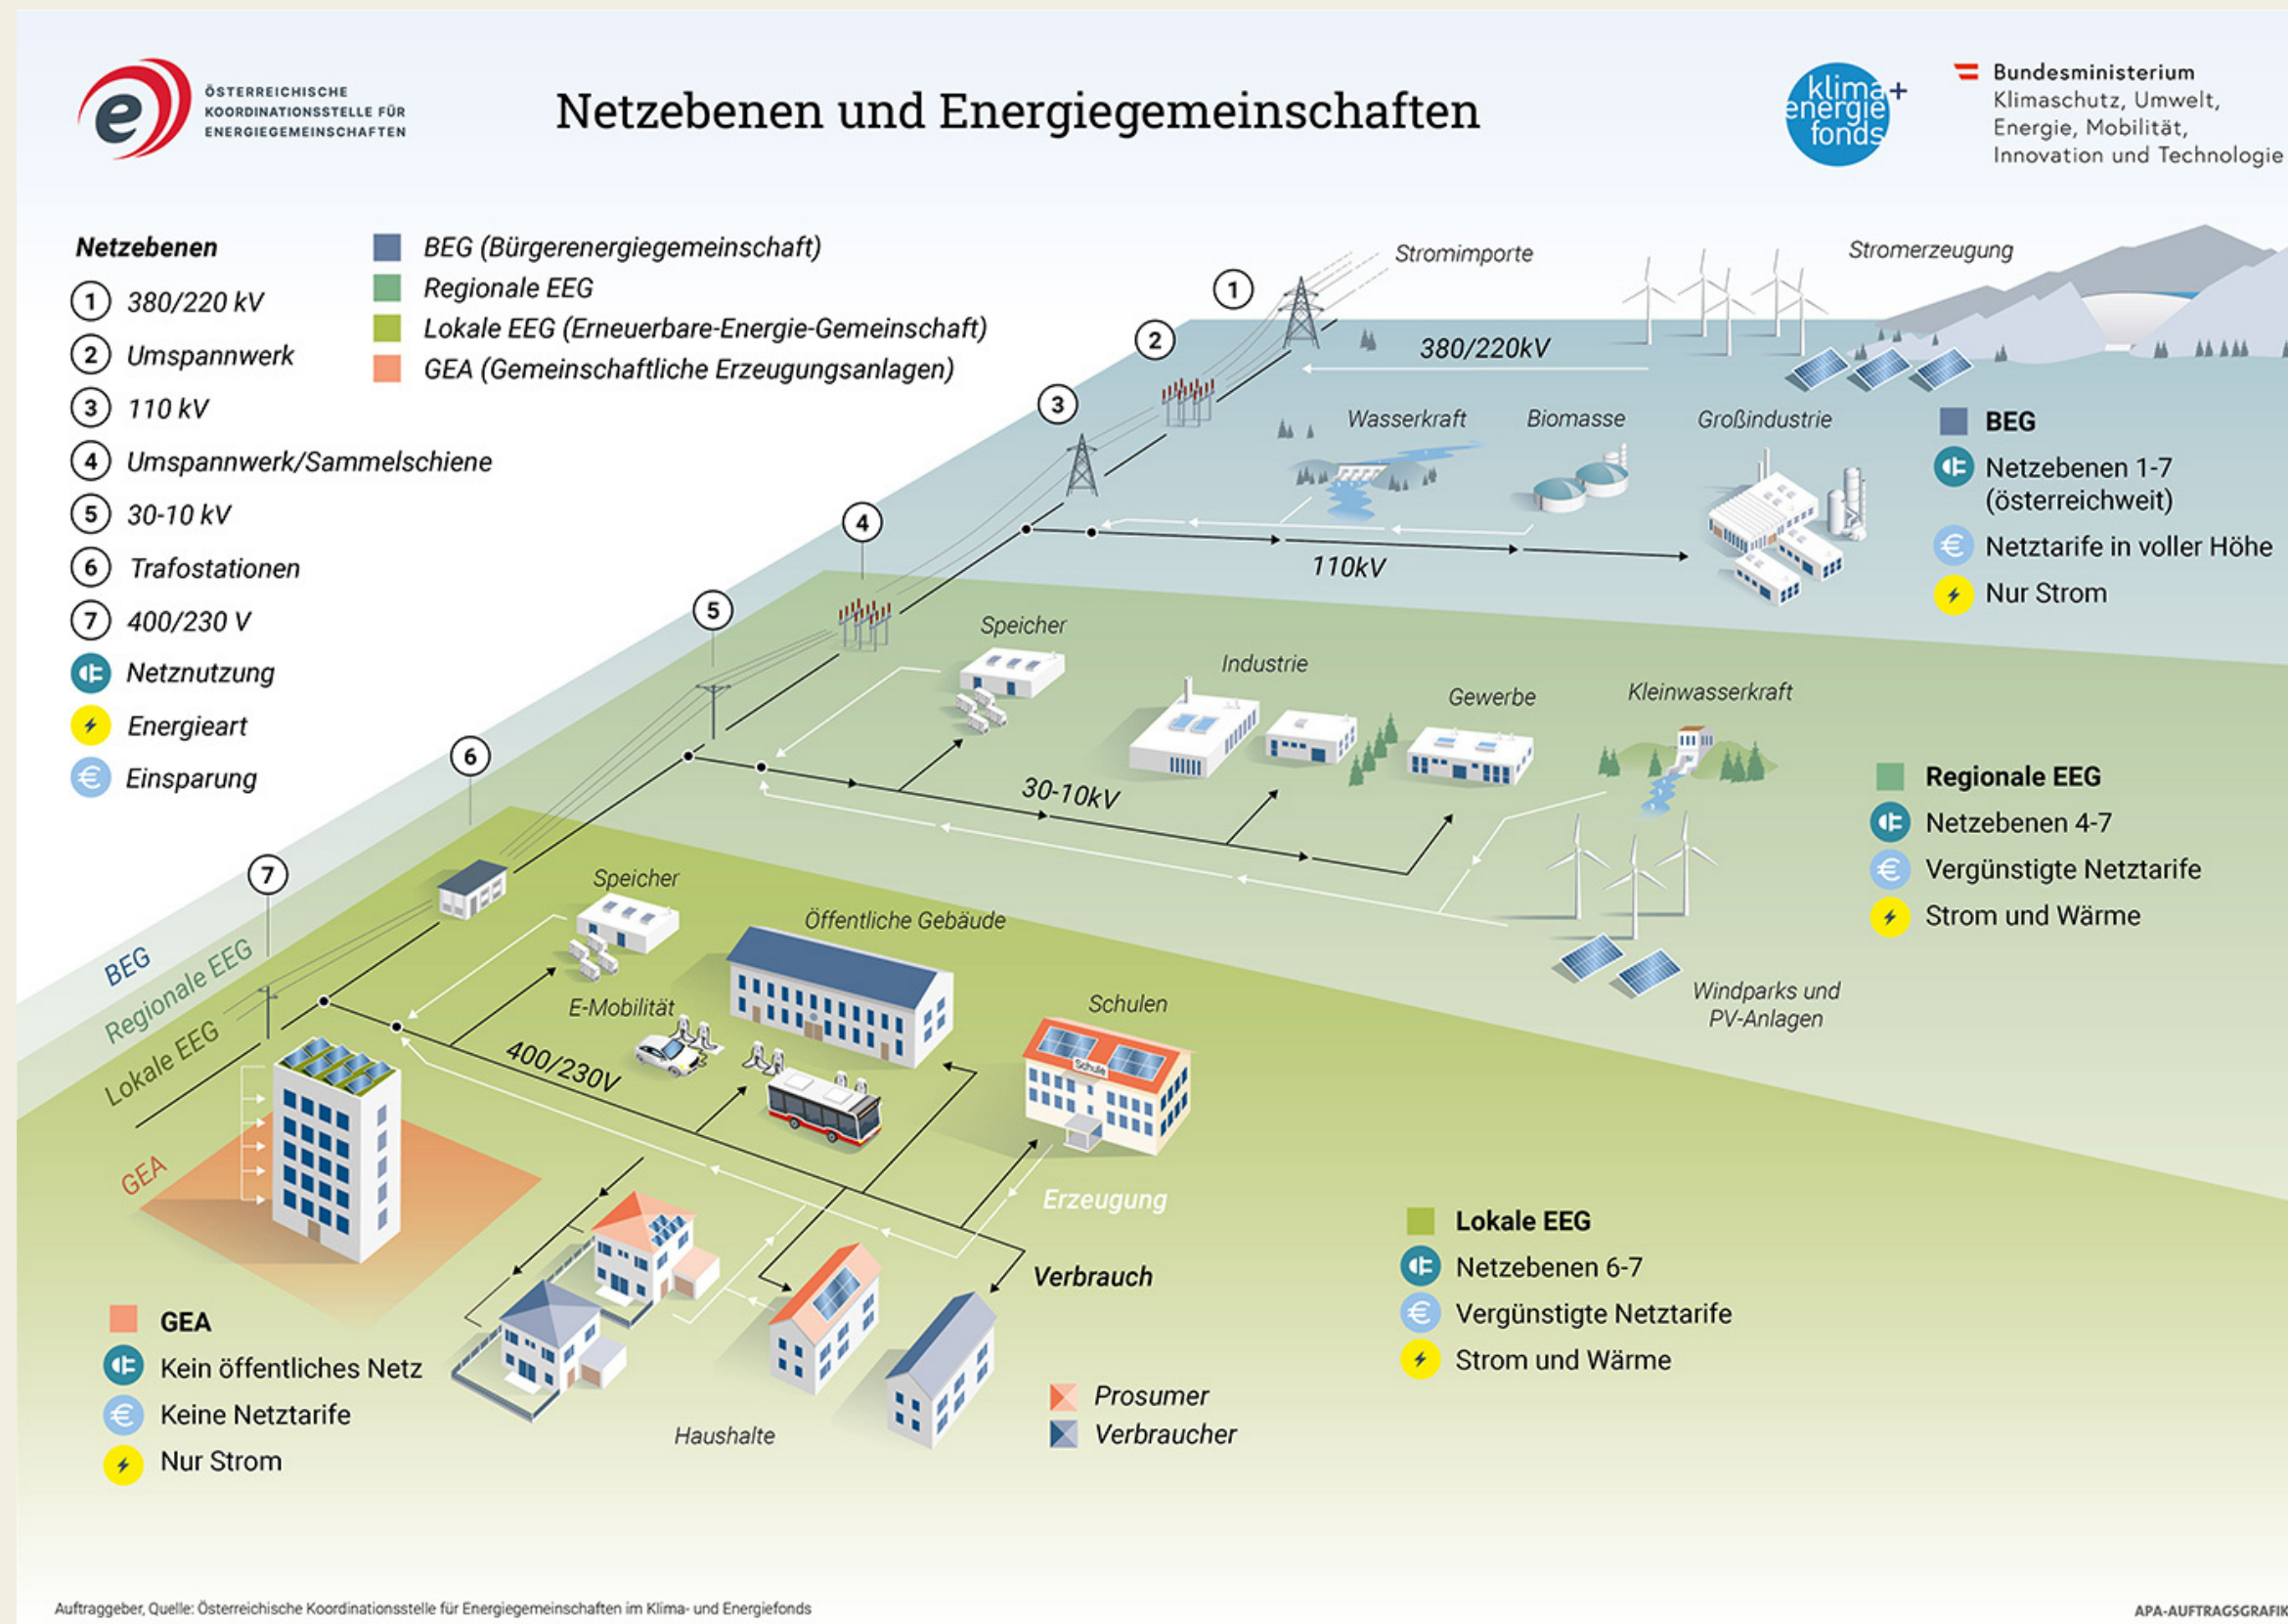 ÖSTERREICHISCHE
KOORDINATIONSSTELLE FÜR
ENERGIEGEMEINSCHAFTEN
Netzebenen und Energiegemeinschaften
klima+
energie
fonds
Bundesministerium
Klimaschutz, Umwelt,
Energie, Mobilität,
Innovation und Technologie
Netzebenen
1 380/220 kV
2 Umspannwerk
3 110 kV
4 Umspannwerk/Sammelschiene
5 30-10 kV
6 Trafostationen
7 400/230 V
Netznutzung
Energieart
€ Einsparung
BEG (Bürgerenergiegemeinschaft)
Regionale EEG
Lokale EEG (Erneuerbare-Energie-Gemeinschaft)
GEA (Gemeinschaftliche Erzeugungsanlagen)
1
2
3
4
5
6
7
Stromimporte
Stromerzeugung
380/220kV
Wasserkraft
Biomasse
Großindustrie
110kV
BEG
Netzebenen 1-7
(österreichweit)
€ Netztarife in voller Höhe
Nur Strom
Speicher
Industrie
Gewerbe
Kleinwasserkraft
30-10kV
Windparks und
PV-Anlagen
Regionale EEG
Netzebenen 4-7
€ Vergünstigte Netztarife
Strom und Wärme
BEG
Regionale EEG
Lokale EEG
GEA
Speicher
Öffentliche Gebäude
E-Mobilität
Schulen
Schule
400/230V
Erzeugung
Verbrauch
Haushalte
Prosumer
Verbraucher
Lokale EEG
Netzebenen 6-7
€ Vergünstigte Netztarife
Strom und Wärme
GEA
Kein öffentliches Netz
€ Keine Netztarife
Nur Strom
Auftraggeber, Quelle: Österreichische Koordinationsstelle für Energiegemeinschaften im Klima- und Energiefonds
APA-AUFTRAGSGRAFIK